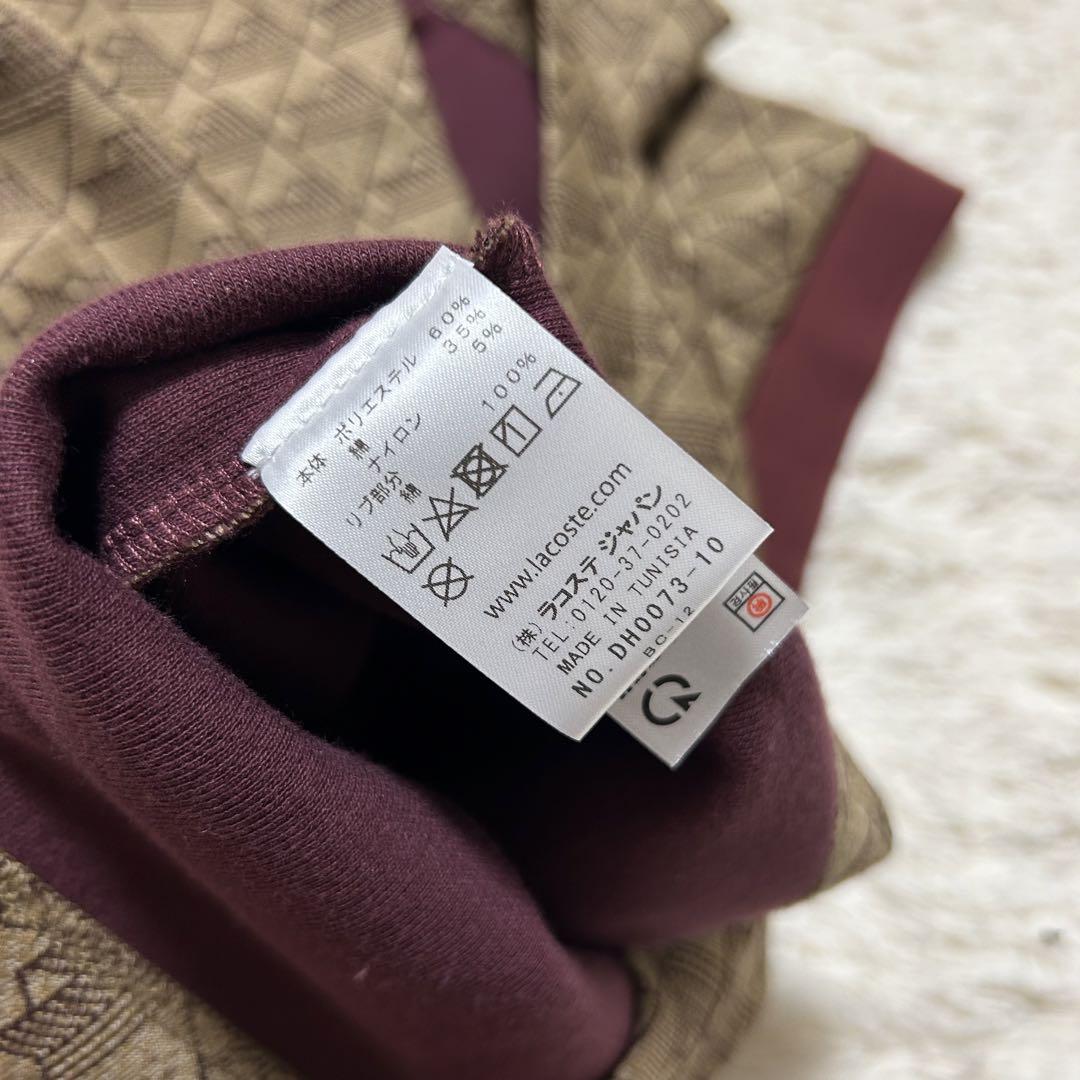 本体 ポリエステル 60%
綿 35%
ナイロン 5%
リブ部分
綿 100%
www.lacoste.com
(株) ラコステ ジャパン
TEL:0120-37-0202
MADE IN TUNISIA
NO. DH0073-10
BC-12